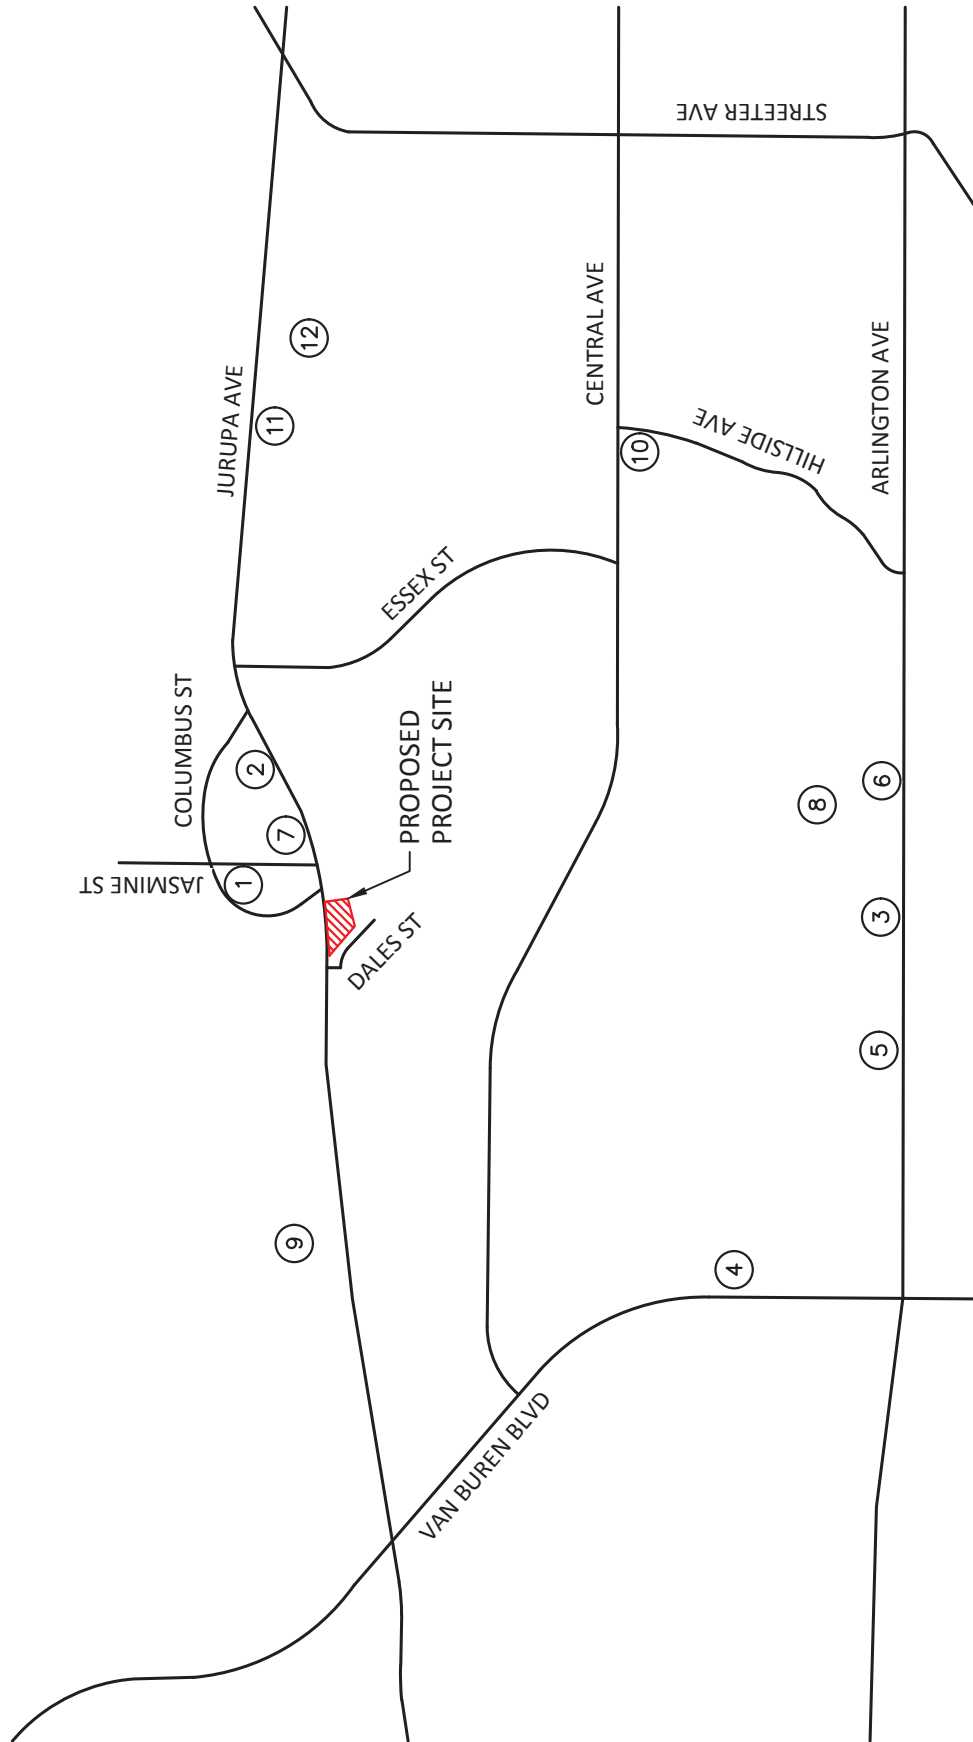 STREETER AVE
CENTRAL AVE
12
JURUPA AVE
11
ARLINGTON AVE
HILLSIDE AVE
10
ESSEX ST
COLUMBUS ST
2
PROPOSED
PROJECT SITE
7
6
8
JASMINE ST
1
3
DALES ST
5
9
4
VAN BUREN BLVD